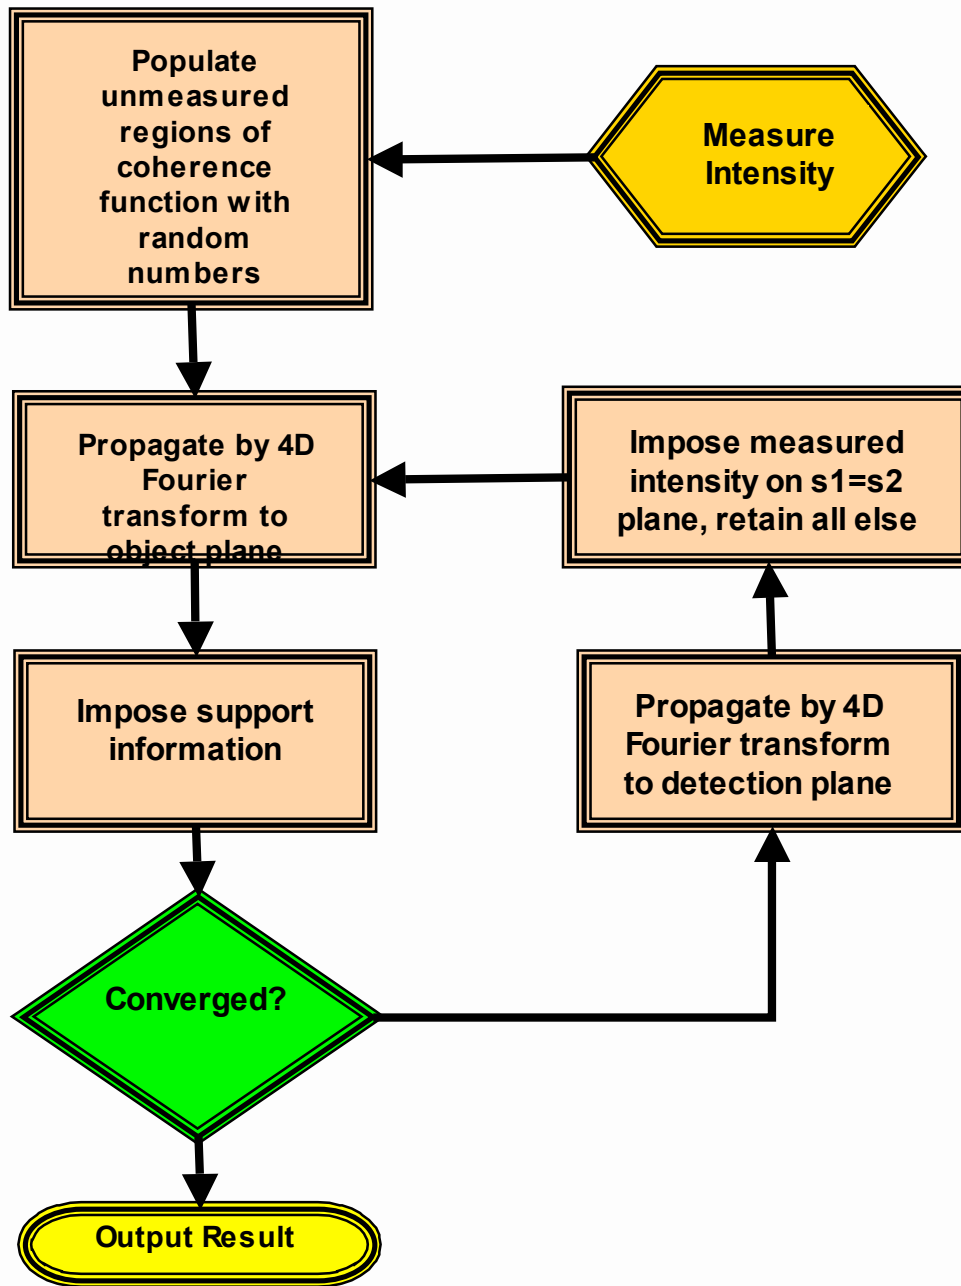 Populate
unmeasured
regions of
coherence
function with
random
numbers
Measure
Intensity
Propagate by 4D
Fourier
transform to
object plane
Impose measured
intensity on s1=s2
plane, retain all else
Impose support
information
Propagate by 4D
Fourier transform
to detection plane
Converged?
Output Result